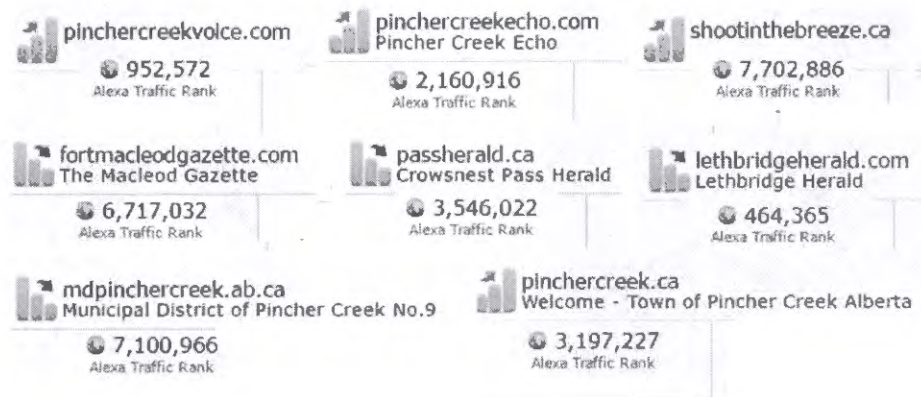 pinchercreekvoice.com
952,572
Alexa Traffic Rank
pinchercreekecho.com
Pincher Creek Echo
2,160,916
Alexa Traffic Rank
shootinthebreeze.ca
7,702,886
Alexa Traffic Rank
fortmacleodgazette.com
The Macleod Gazette
6,717,032
Alexa Traffic Rank
passherald.ca
Crowsnest Pass Herald
3,546,022
Alexa Traffic Rank
lethbridgeherald.com
Lethbridge Herald
464,365
Alexa Traffic Rank
mdpinchercreek.ab.ca
Municipal District of Pincher Creek No.9
7,100,966
Alexa Traffic Rank
pinchercreek.ca
Welcome - Town of Pincher Creek Alberta
3,197,227
Alexa Traffic Rank